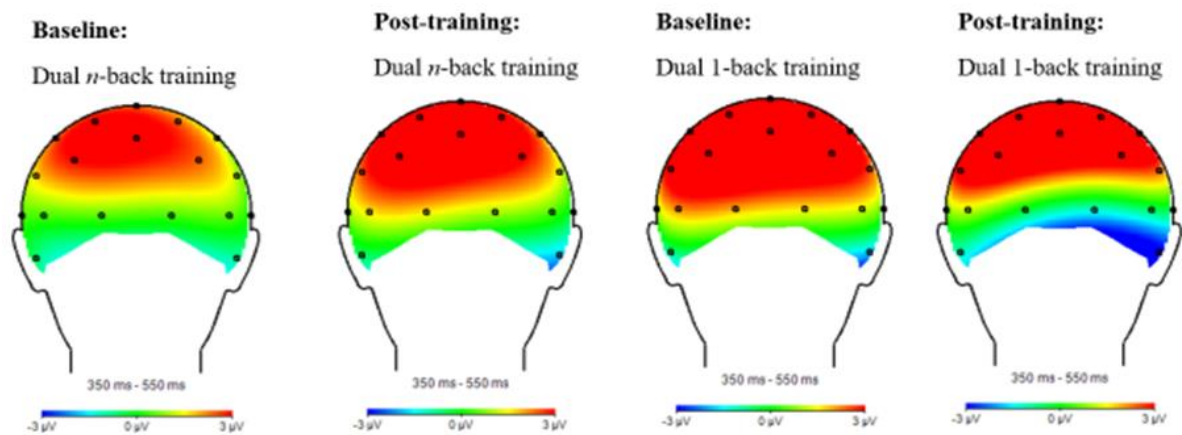 Baseline:
Dual n-back training
350 ms - 550 ms
-3 µV 0 µV 3 µV
Post-training:
Dual n-back training
350 ms - 550 ms
-3 µV 0 µV 3 µV
Baseline:
Dual 1-back training
350 ms - 550 ms
-3 µV 0 µV 3 µV
Post-training:
Dual 1-back training
350 ms - 550 ms
-3 µV 0 µV 3 µV